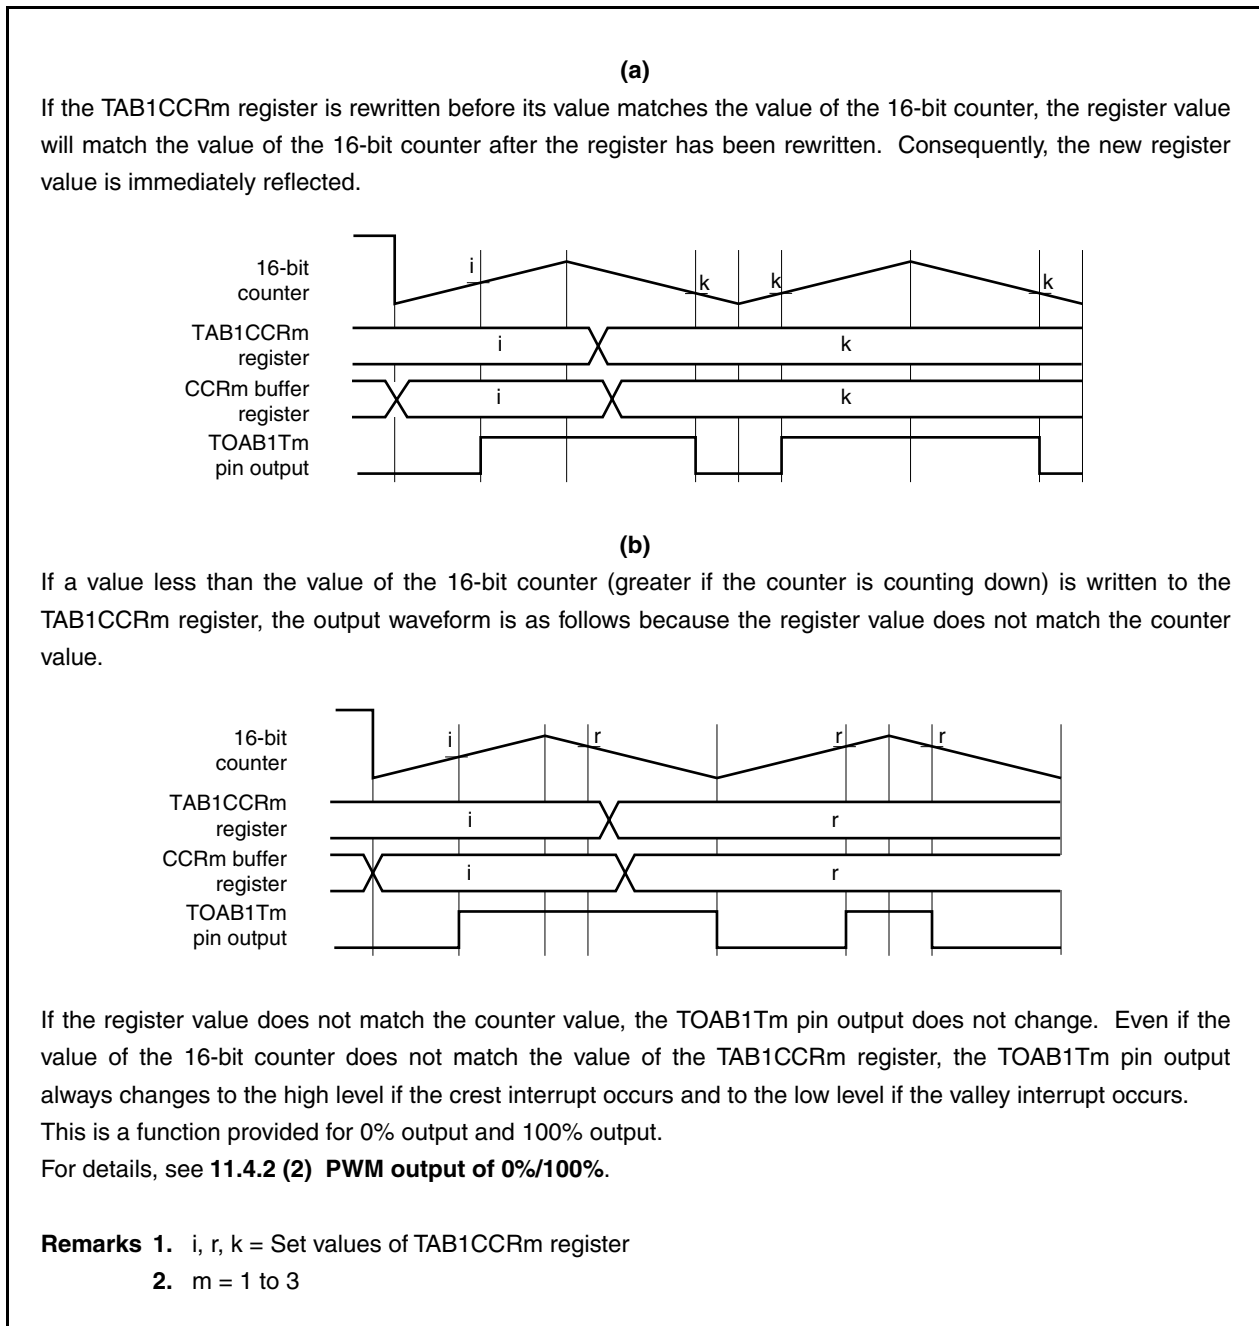 (a)
If the TAB1CCRm register is rewritten before its value matches the value of the 16-bit counter, the register value
will match the value of the 16-bit counter after the register has been rewritten. Consequently, the new register
value is immediately reflected.
i
k
k
k
16-bit
counter
TAB1CCRm
register
i
k
CCRm buffer
register
i
k
TOAB1Tm
pin output
(b)
If a value less than the value of the 16-bit counter (greater if the counter is counting down) is written to the
TAB1CCRm register, the output waveform is as follows because the register value does not match the counter
value.
i
r
r
r
16-bit
counter
TAB1CCRm
register
i
r
CCRm buffer
register
i
r
TOAB1Tm
pin output
If the register value does not match the counter value, the TOAB1Tm pin output does not change. Even if the
value of the 16-bit counter does not match the value of the TAB1CCRm register, the TOAB1Tm pin output
always changes to the high level if the crest interrupt occurs and to the low level if the valley interrupt occurs.
This is a function provided for 0% output and 100% output.
For details, see 11.4.2 (2) PWM output of 0%/100%.
Remarks 1. i, r, k = Set values of TAB1CCRm register
2. m = 1 to 3